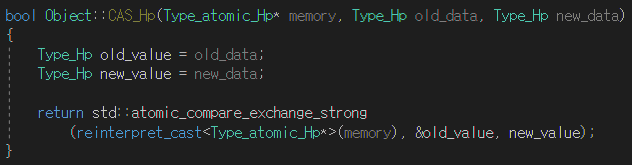 bool Object::CAS_Hp(Type_atomic_Hp* memory, Type_Hp old_data, Type_Hp new_data)
{
Type_Hp old_value = old_data;
Type_Hp new_value = new_data;
return std::atomic_compare_exchange_strong
(reinterpret_cast<Type_atomic_Hp*>(memory), &old_value, new_value);
}